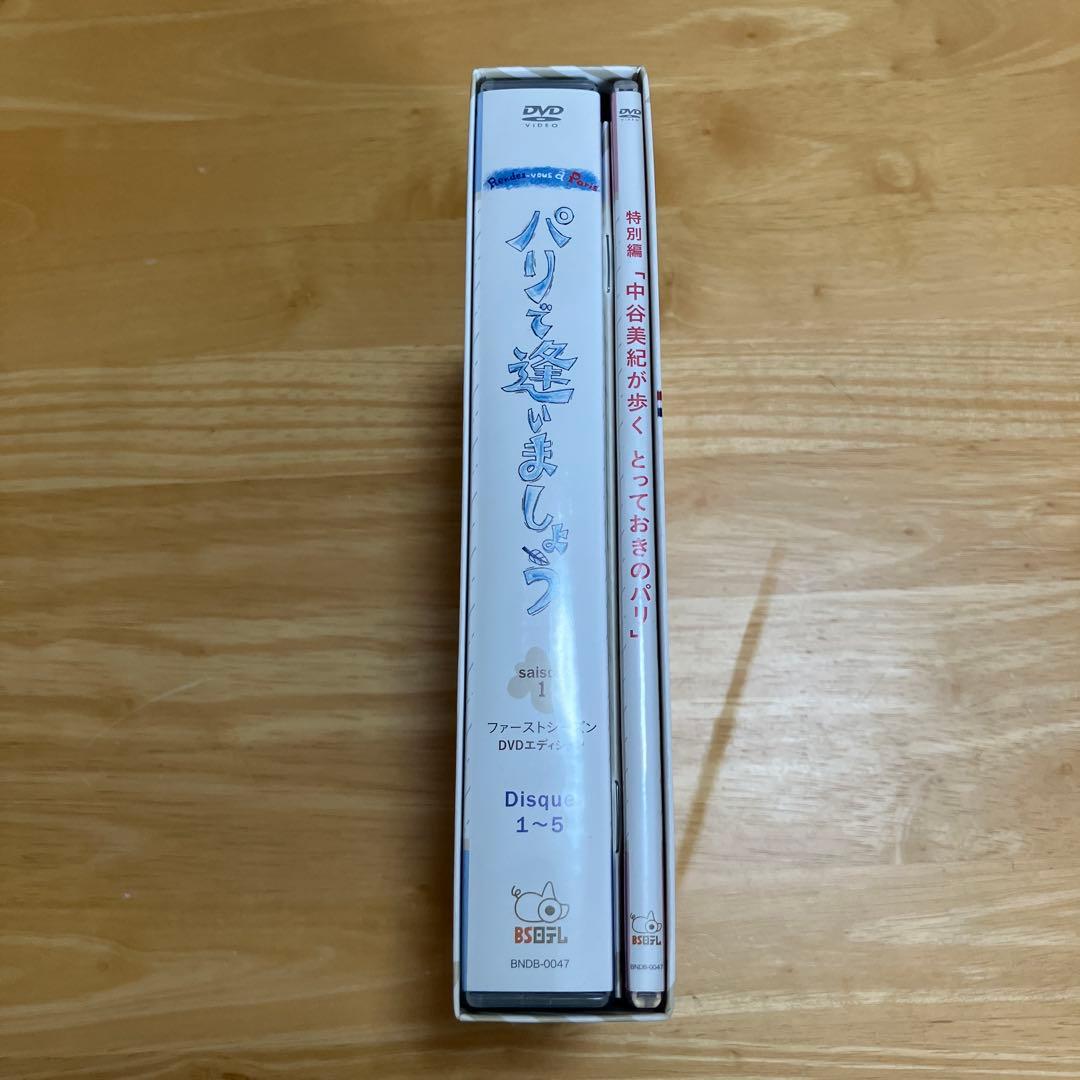 DVD
VIDEO
Rendez-vous à Paris
パリで逢いましょう
saison
1
ファーストシーズン
DVDエディション
Disque
1～5
BS日テレ
BNDB-0047
DVD
VIDEO
特別編「中谷美紀が歩く とっておきのパリ」
BS日テレ
BNDB-0047